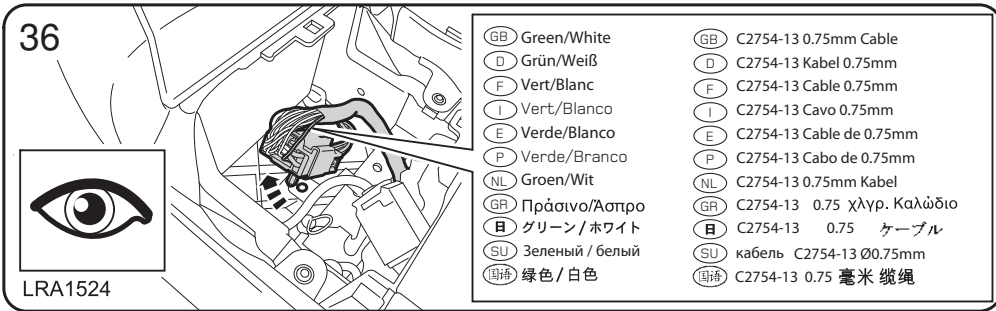 36
GB Green/White
D Grün/Weiß
F Vert/Blanc
I Vert/Blanco
E Verde/Blanco
P Verde/Branco
NL Groen/Wit
GR Πράσινο/Άσπρο
日 グリーン / ホワイト
SU Зеленый / белый
国语 绿色 / 白色
GB C2754-13 0.75mm Cable
D C2754-13 Kabel 0.75mm
F C2754-13 Cable 0.75mm
I C2754-13 Cavo 0.75mm
E C2754-13 Cable de 0.75mm
P C2754-13 Cabo de 0.75mm
NL C2754-13 0.75mm Kabel
GR C2754-13 0.75 χλγρ. Καλώδιο
日 C2754-13 0.75 ケーブル
SU кабель C2754-13 Ø0.75mm
国语 C2754-13 0.75 毫米 缆绳
LRA1524